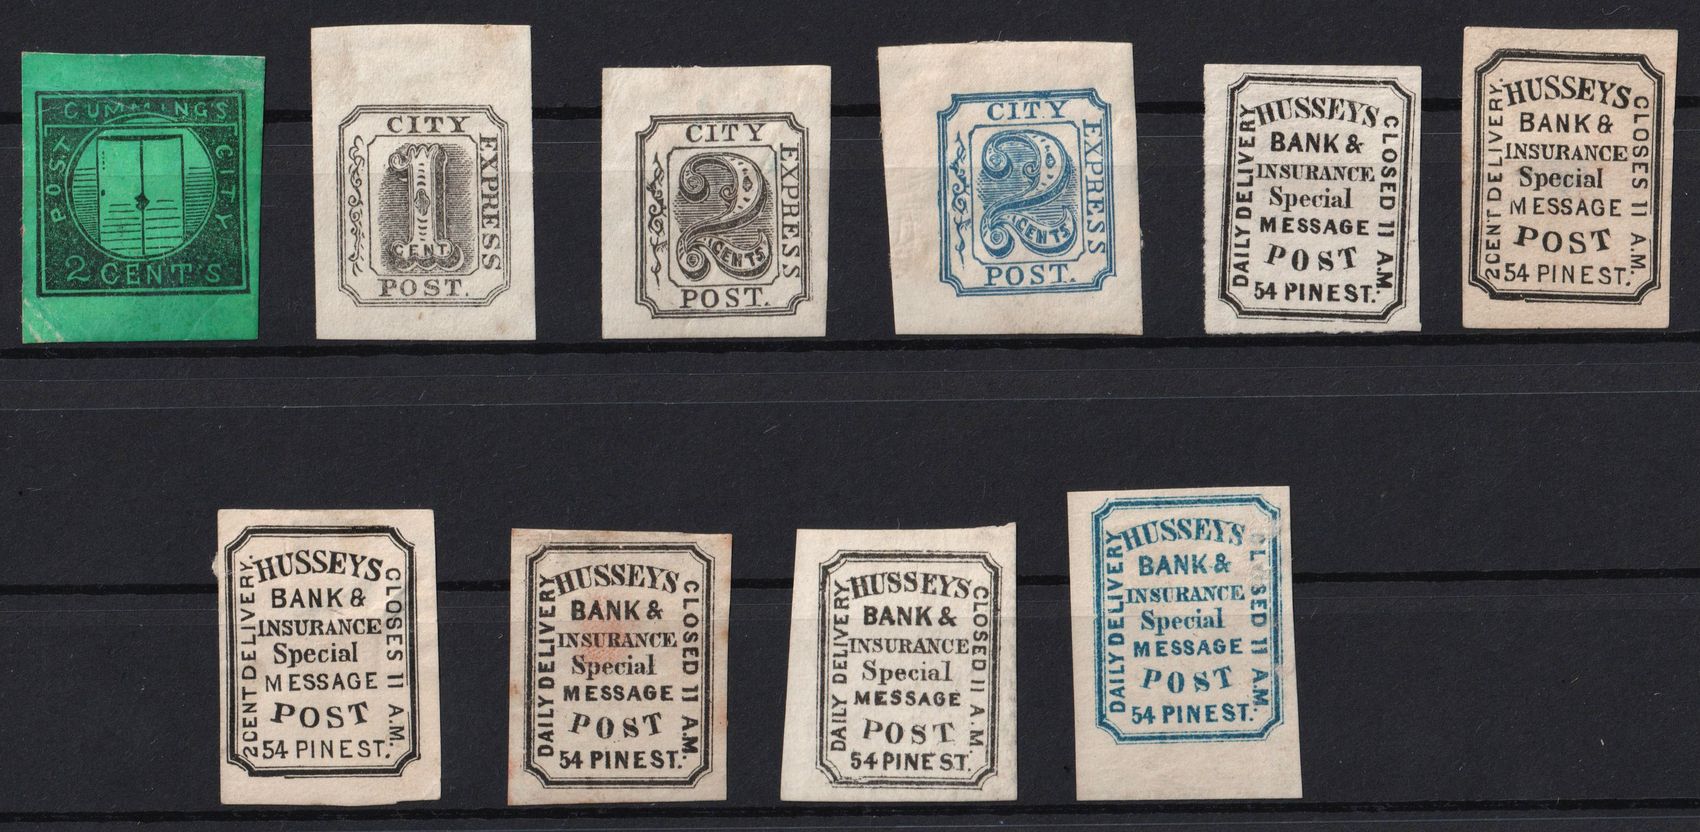 CUMMING'S
POST
CITY
2 CENTS
CITY
EXPRESS
1
CENT
POST.
CITY
EXPRESS
2
CENTS
POST.
CITY
EXPRESS
2
CENTS
POST.
DAILY DELIVERY
HUSSEYS
BANK &
INSURANCE
Special
MESSAGE
POST
54 PINE ST.
CLOSED 11 A.M.
2 CENT DELIVERY.
HUSSEYS
BANK &
INSURANCE
Special
MESSAGE
POST
54 PINE ST.
CLOSES 11 A.M.
2 CENT DELIVERY.
HUSSEYS
BANK &
INSURANCE
Special
MESSAGE
POST
54 PINE ST.
CLOSES 11 A.M.
DAILY DELIVERY
HUSSEYS
BANK &
INSURANCE
Special
MESSAGE
POST
54 PINE ST.
CLOSED 11 A.M.
DAILY DELIVERY
HUSSEYS
BANK &
INSURANCE
Special
MESSAGE
POST
54 PINE ST.
CLOSED 11 A.M.
DAILY DELIVERY
HUSSEYS
BANK &
INSURANCE
Special
MESSAGE
POST
54 PINE ST.
CLOSED 11 A.M.